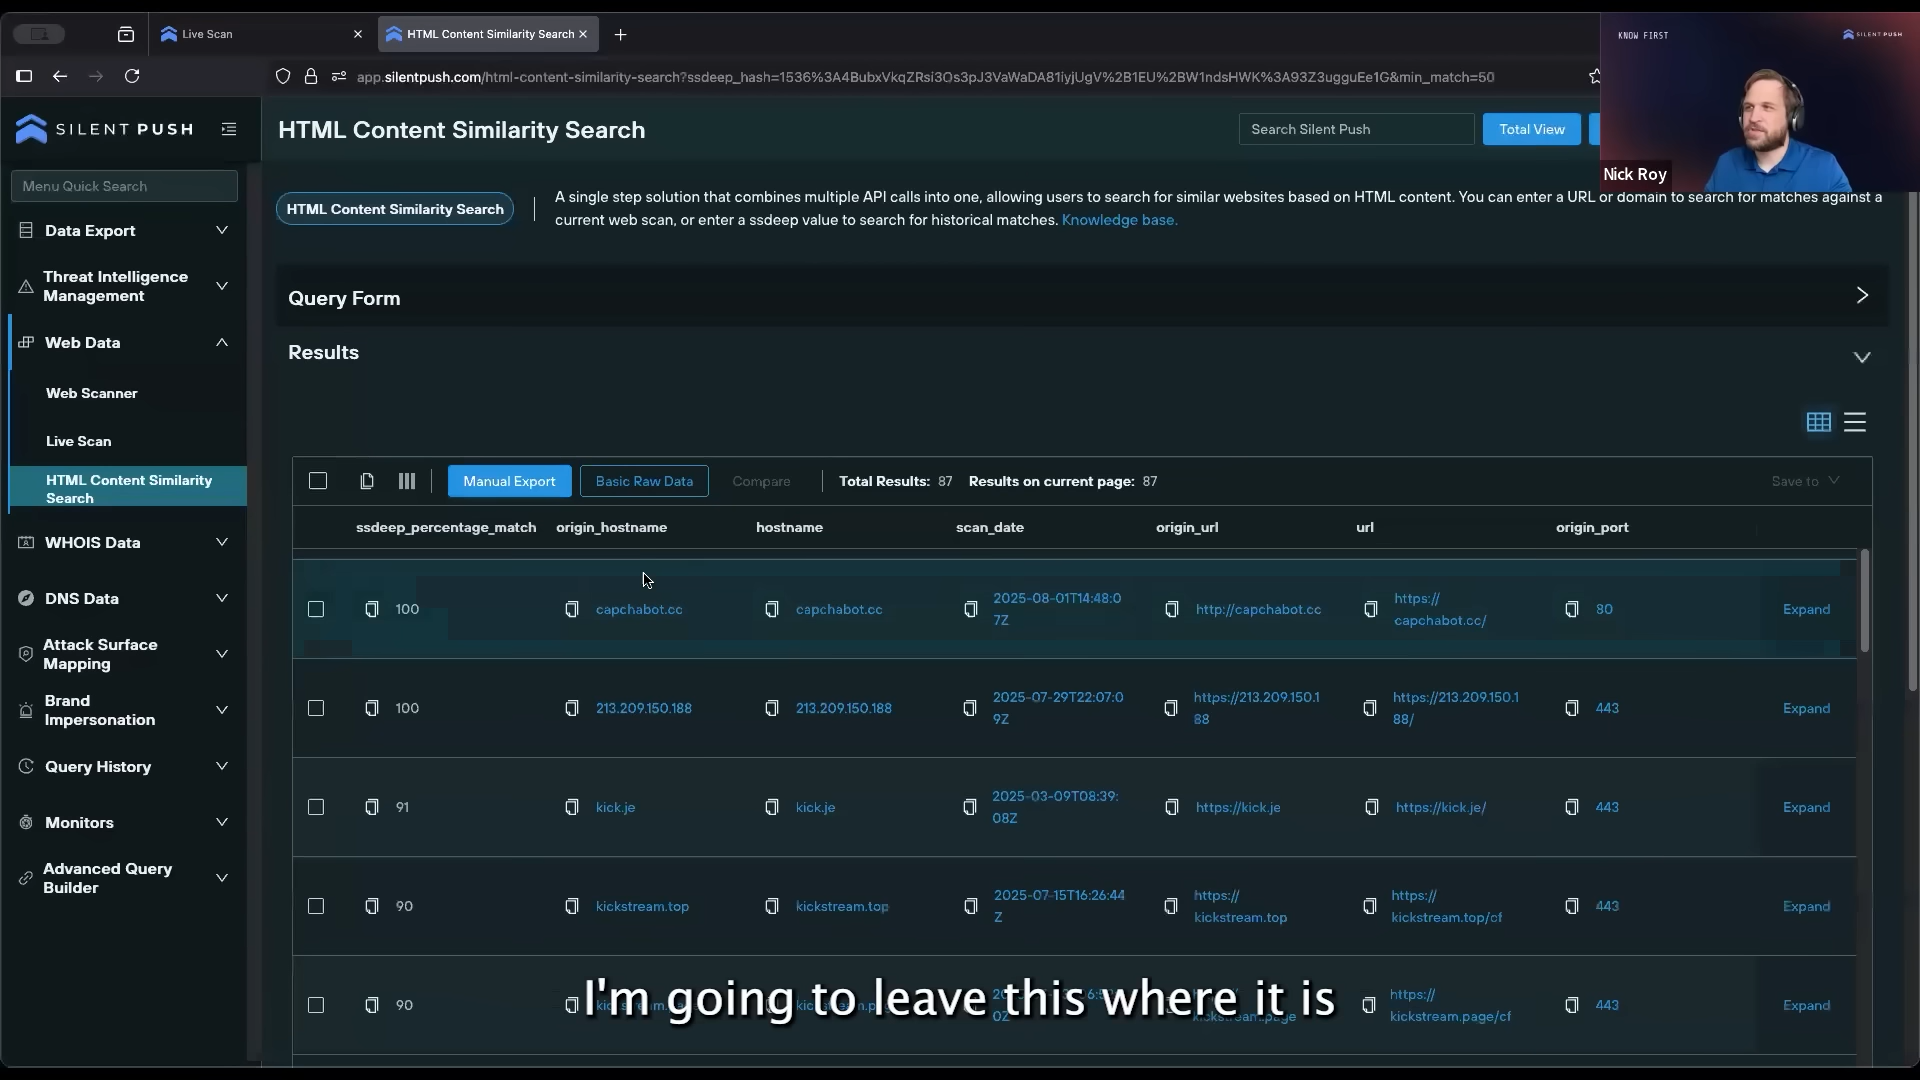 Live Scan
HTML Content Similarity Search
app.silentpush.com/html-content-similarity-search?ssdeep_hash=1536%3A4BubxVkqZRsi3Os3pJ3VaWaDA81iyjUgV%2B1EU%2BW1ndsHWK%3A93Z3ugguEe1G&min_match=50
KNOW FIRST
SILENT PUSH
Nick Roy
SILENT PUSH
HTML Content Similarity Search
Search Silent Push
Total View
Menu Quick Search
Data Export
Threat Intelligence
Management
Web Data
Web Scanner
Live Scan
HTML Content Similarity
Search
WHOIS Data
DNS Data
Attack Surface
Mapping
Brand
Impersonation
Query History
Monitors
Advanced Query
Builder
HTML Content Similarity Search
A single step solution that combines multiple API calls into one, allowing users to search for similar websites based on HTML content. You can enter a URL or domain to search for matches against a
current web scan, or enter a ssdeep value to search for historical matches. Knowledge base.
Query Form
Results
Manual Export
Basic Raw Data
Compare
Total Results: 87
Results on current page: 87
Save to
ssdeep_percentage_match origin_hostname hostname scan_date origin_url url origin_port
100 capchabot.cc capchabot.cc 2025-08-01T14:48:0 http://capchabot.cc https:// 80 Expand
7Z capchabot.cc/
100 213.209.150.188 213.209.150.188 2025-07-29T22:07:0 https://213.209.150.1 https://213.209.150.1 443 Expand
9Z 88 88/
91 kick.je kick.je 2025-03-09T08:39: https://kick.je https://kick.je/ 443 Expand
08Z
90 kickstream.top kickstream.top 2025-07-15T16:26:44 https:// https:// 443 Expand
Z kickstream.top kickstream.top/cf
90 https:// 443 Expand
kickstream.page kickstream.page/cf
I'm going to leave this where it is